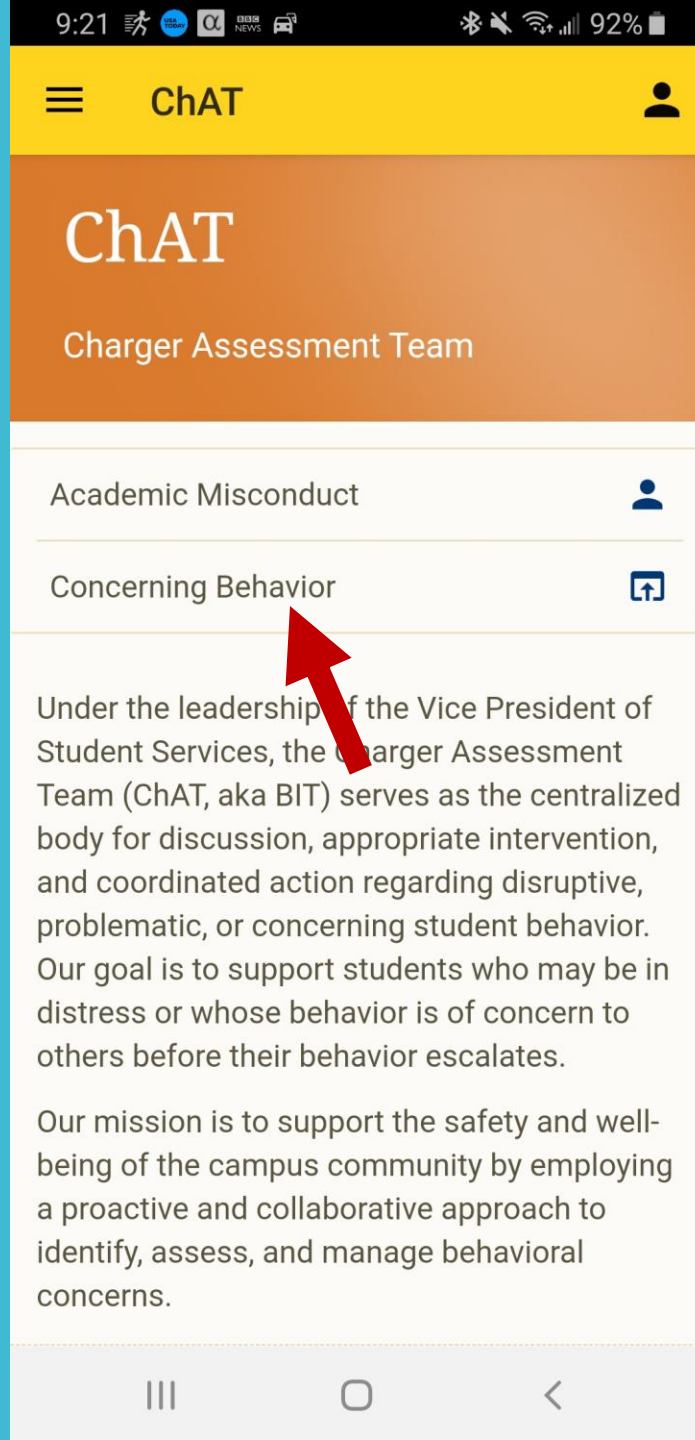 9:21 USA TODAY α BBC NEWS 92%
ChAT
ChAT
Charger Assessment Team
Academic Misconduct
Concerning Behavior
Under the leadership f the Vice President of
Student Services, the arger Assessment
Team (ChAT, aka BIT) serves as the centralized
body for discussion, appropriate intervention,
and coordinated action regarding disruptive,
problematic, or concerning student behavior.
Our goal is to support students who may be in
distress or whose behavior is of concern to
others before their behavior escalates.
Our mission is to support the safety and well-
being of the campus community by employing
a proactive and collaborative approach to
identify, assess, and manage behavioral
concerns.